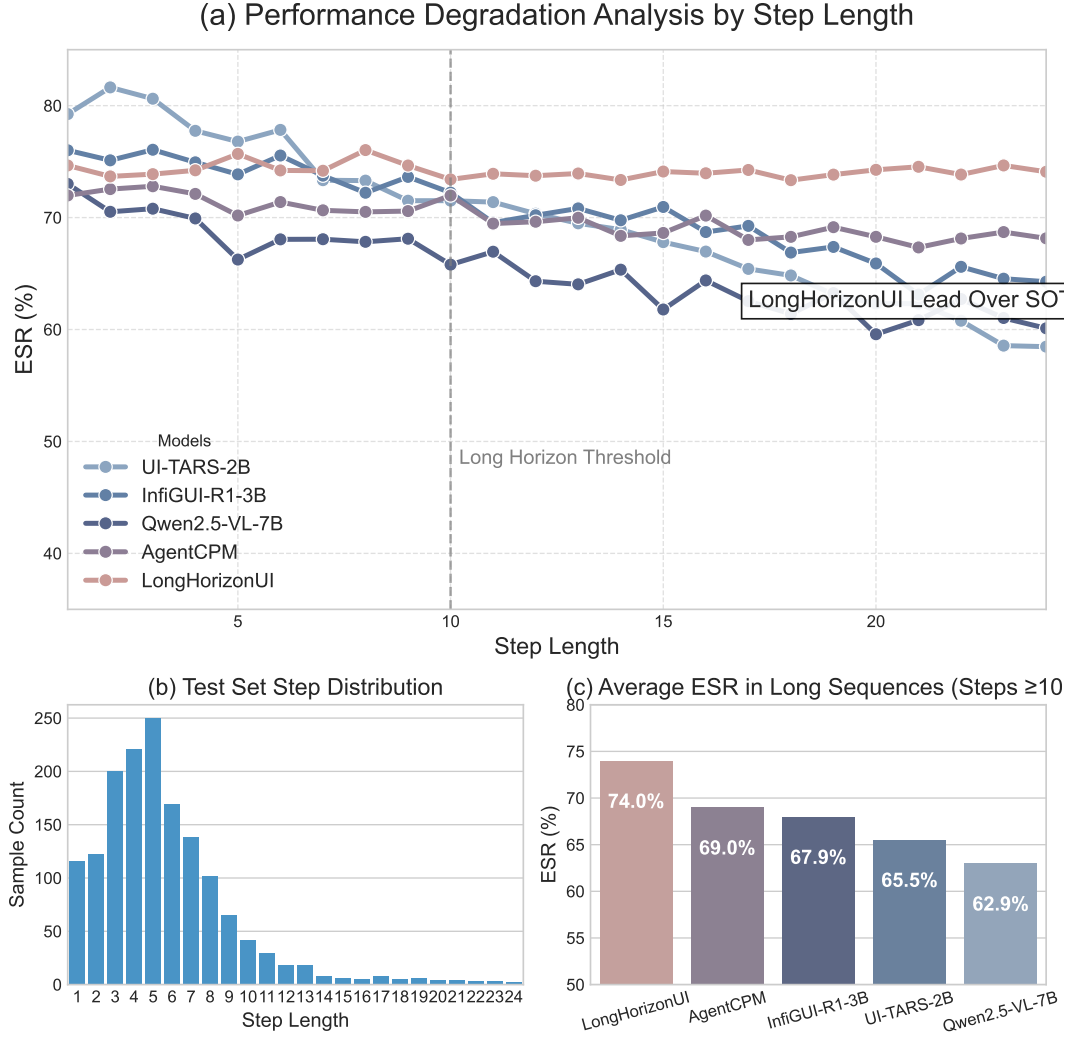 (a) Performance Degradation Analysis by Step Length
80
70
60
50
40
ESR (%)
LongHorizonUI Lead Over SOT
Long Horizon Threshold
Models
UI-TARS-2B
InfiGUI-R1-3B
Qwen2.5-VL-7B
AgentCPM
LongHorizonUI
5 10 15 20
Step Length
(b) Test Set Step Distribution
250
200
150
100
50
0
Sample Count
1 2 3 4 5 6 7 8 9 10 11 12 13 14 15 16 17 18 19 20 21 22 23 24
Step Length
(c) Average ESR in Long Sequences (Steps ≥10
80
75
70
65
60
55
50
ESR (%)
74.0%
69.0%
67.9%
65.5%
62.9%
LongHorizonUI AgentCPM InfiGUI-R1-3B UI-TARS-2B Qwen2.5-VL-7B